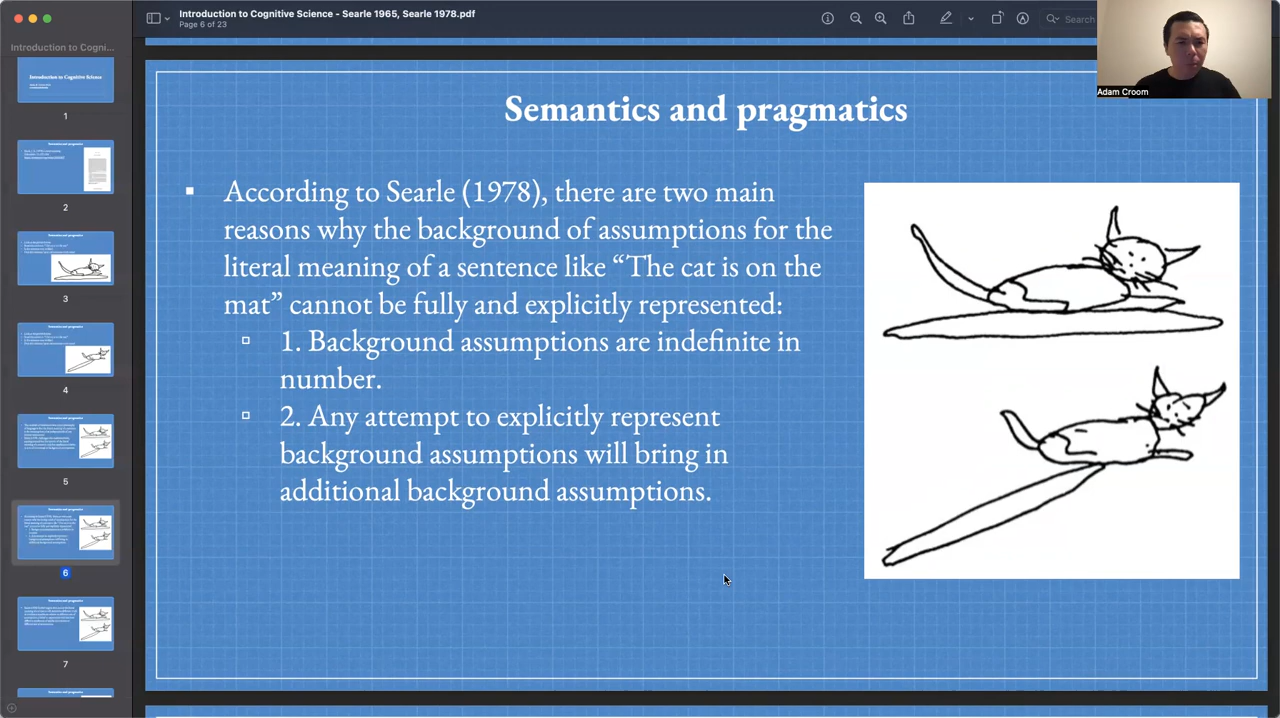 Introduction to Cognitive Science - Searle 1965, Searle 1978.pdf
Page 6 of 23
Search
Adam Croom
Introduction to Cogni...
Introduction to Cognitive Science
1
2
3
4
5
6
7
Semantics and pragmatics
According to Searle (1978), there are two main
reasons why the background of assumptions for the
literal meaning of a sentence like “The cat is on the
mat” cannot be fully and explicitly represented:
1. Background assumptions are indefinite in
number.
2. Any attempt to explicitly represent
background assumptions will bring in
additional background assumptions.